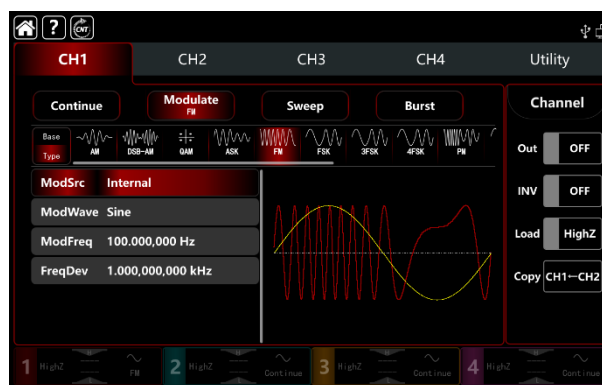 ? CNT
CH1 CH2 CH3 CH4 Utility
Continue Modulate Sweep Burst Channel
FM
Base
Type
AM DSB-AM QAM ASK FM FSK 3FSK 4FSK PM
Out OFF
ModSrc Internal
INV OFF
ModWave Sine
ModFreq 100.000,000 Hz
Load HighZ
FreqDev 1.000,000,000 kHz
Copy CH1←CH2
1 HighZ FM 2 HighZ Continue 3 HighZ Continue 4 HighZ Continue